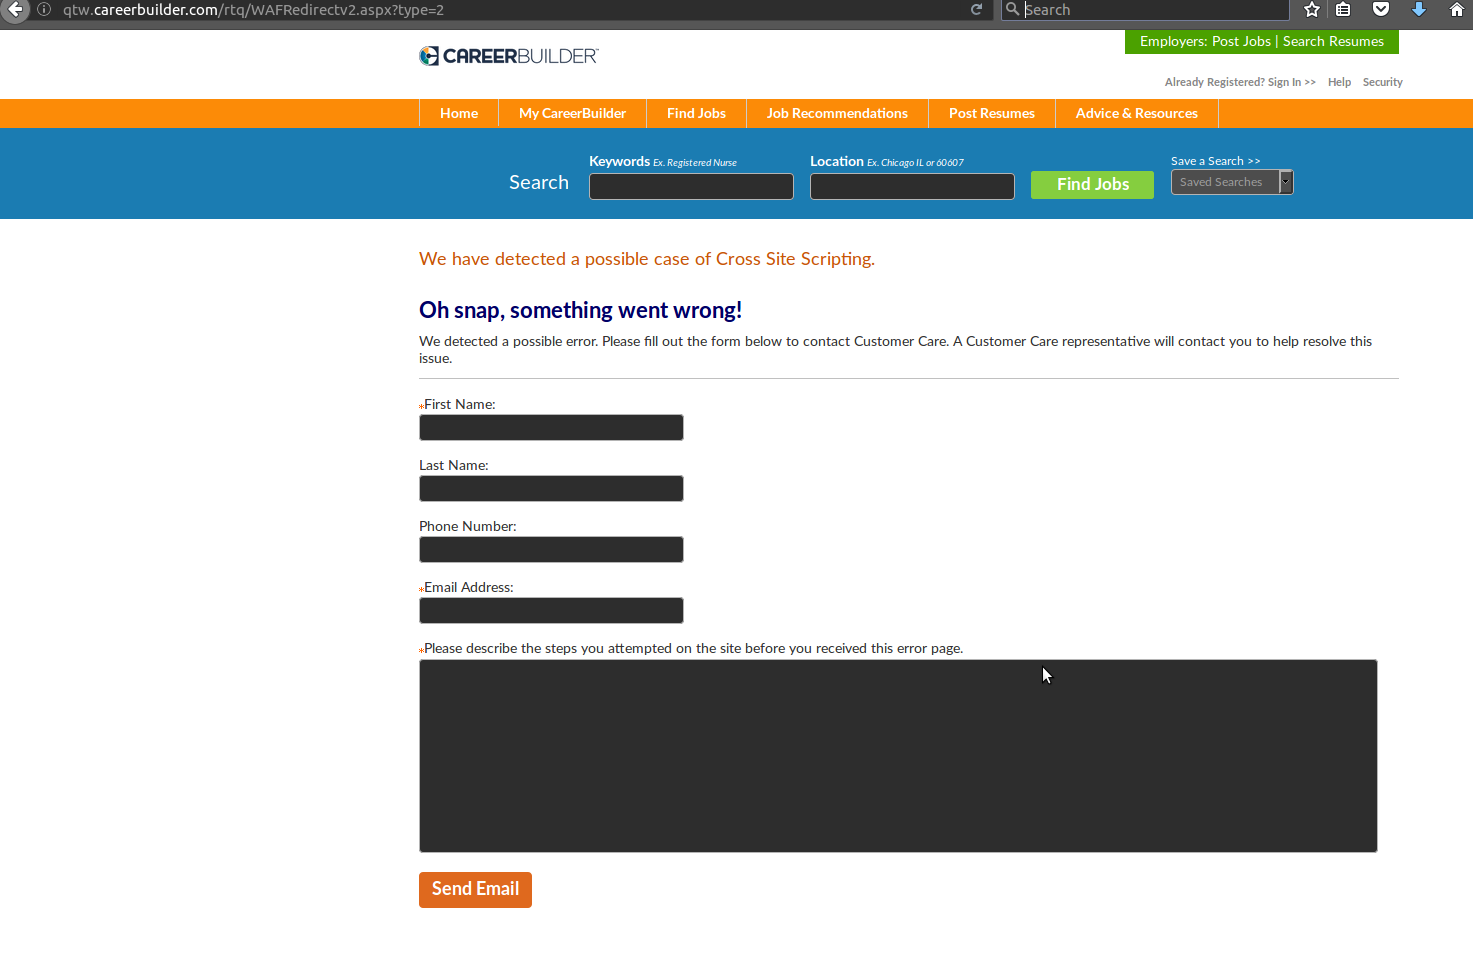 qtw.careerbuilder.com/rtq/WAFRedirectv2.aspx?type=2
Search
CAREERBUILDER™
Employers: Post Jobs | Search Resumes
Already Registered? Sign In >> Help Security
Home My CareerBuilder Find Jobs Job Recommendations Post Resumes Advice & Resources
Search
Keywords Ex. Registered Nurse
Location Ex. Chicago IL or 60607
Find Jobs
Save a Search >>
Saved Searches
We have detected a possible case of Cross Site Scripting.
Oh snap, something went wrong!
We detected a possible error. Please fill out the form below to contact Customer Care. A Customer Care representative will contact you to help resolve this
issue.
*First Name:
Last Name:
Phone Number:
*Email Address:
*Please describe the steps you attempted on the site before you received this error page.
Send Email